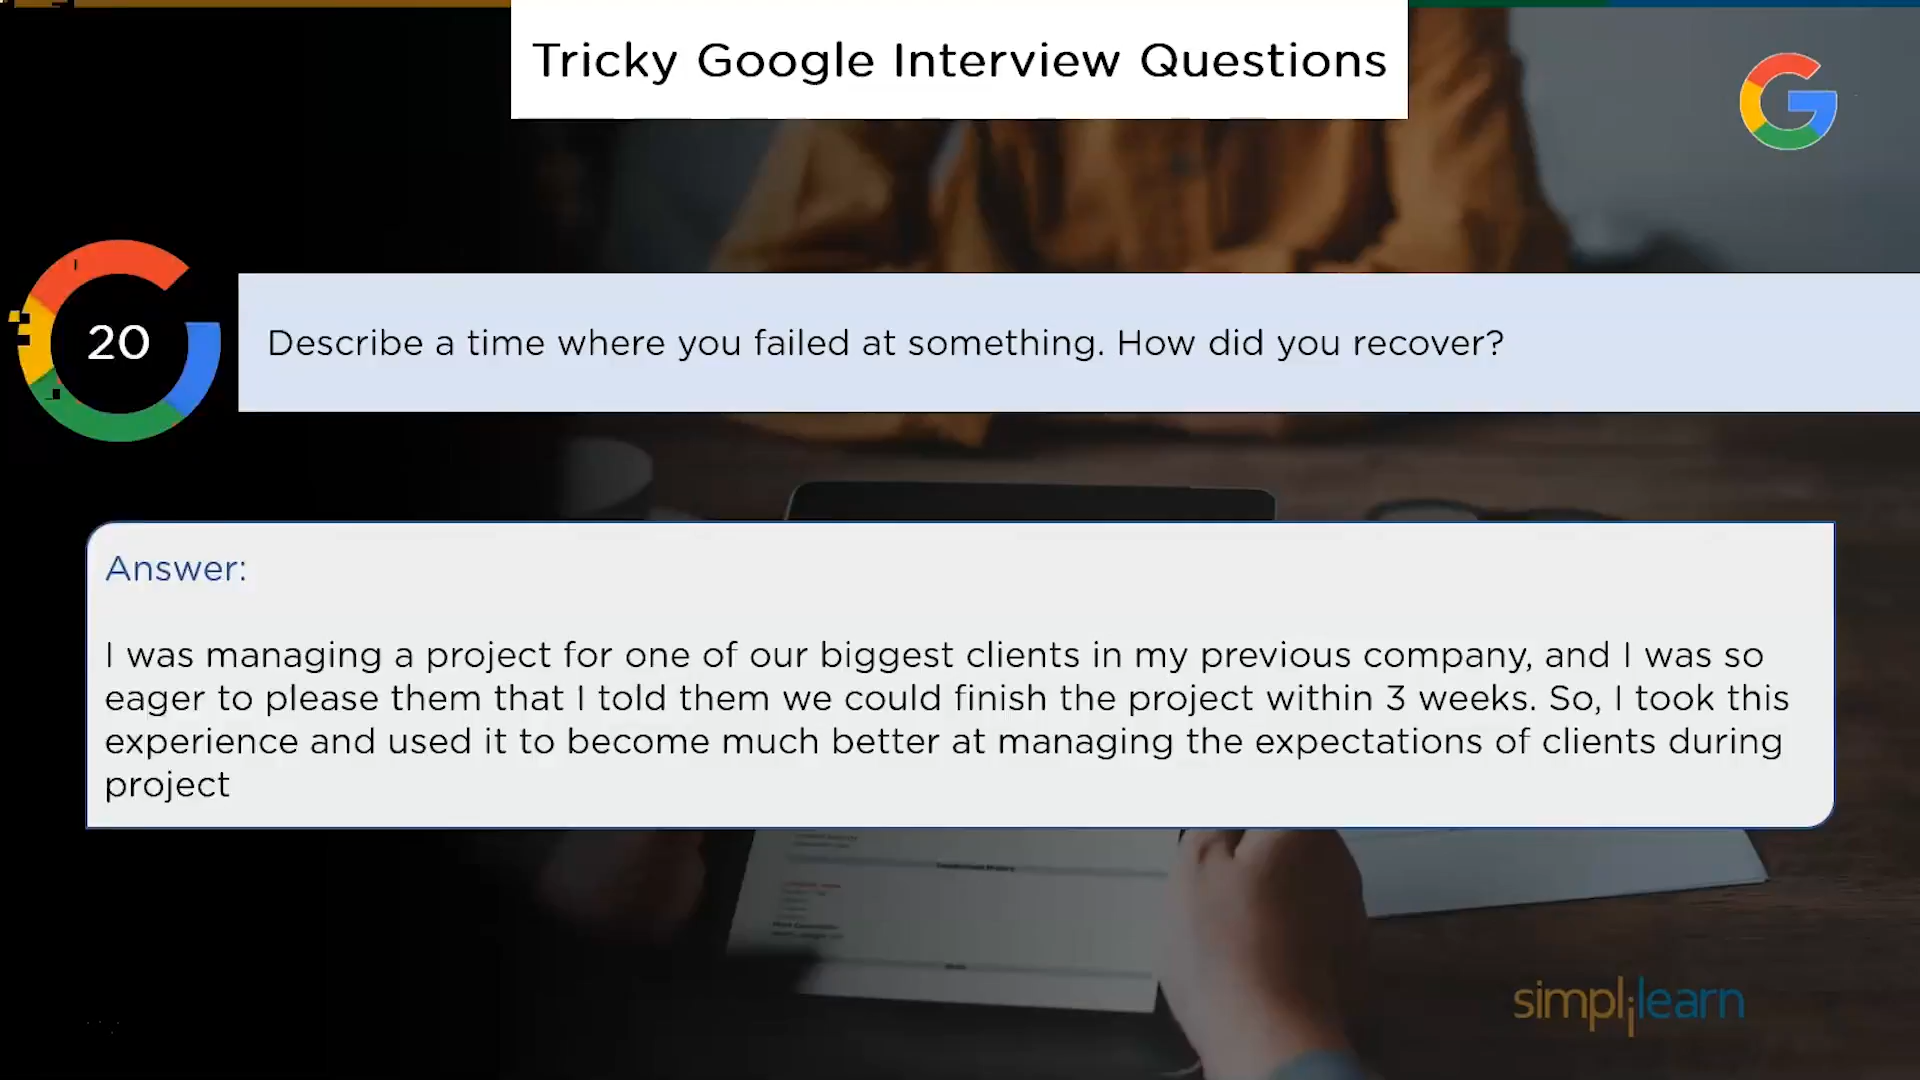 Tricky Google Interview Questions
20
Describe a time where you failed at something. How did you recover?
Answer:
I was managing a project for one of our biggest clients in my previous company, and I was so
eager to please them that I told them we could finish the project within 3 weeks. So, I took this
experience and used it to become much better at managing the expectations of clients during
project
simplilearn